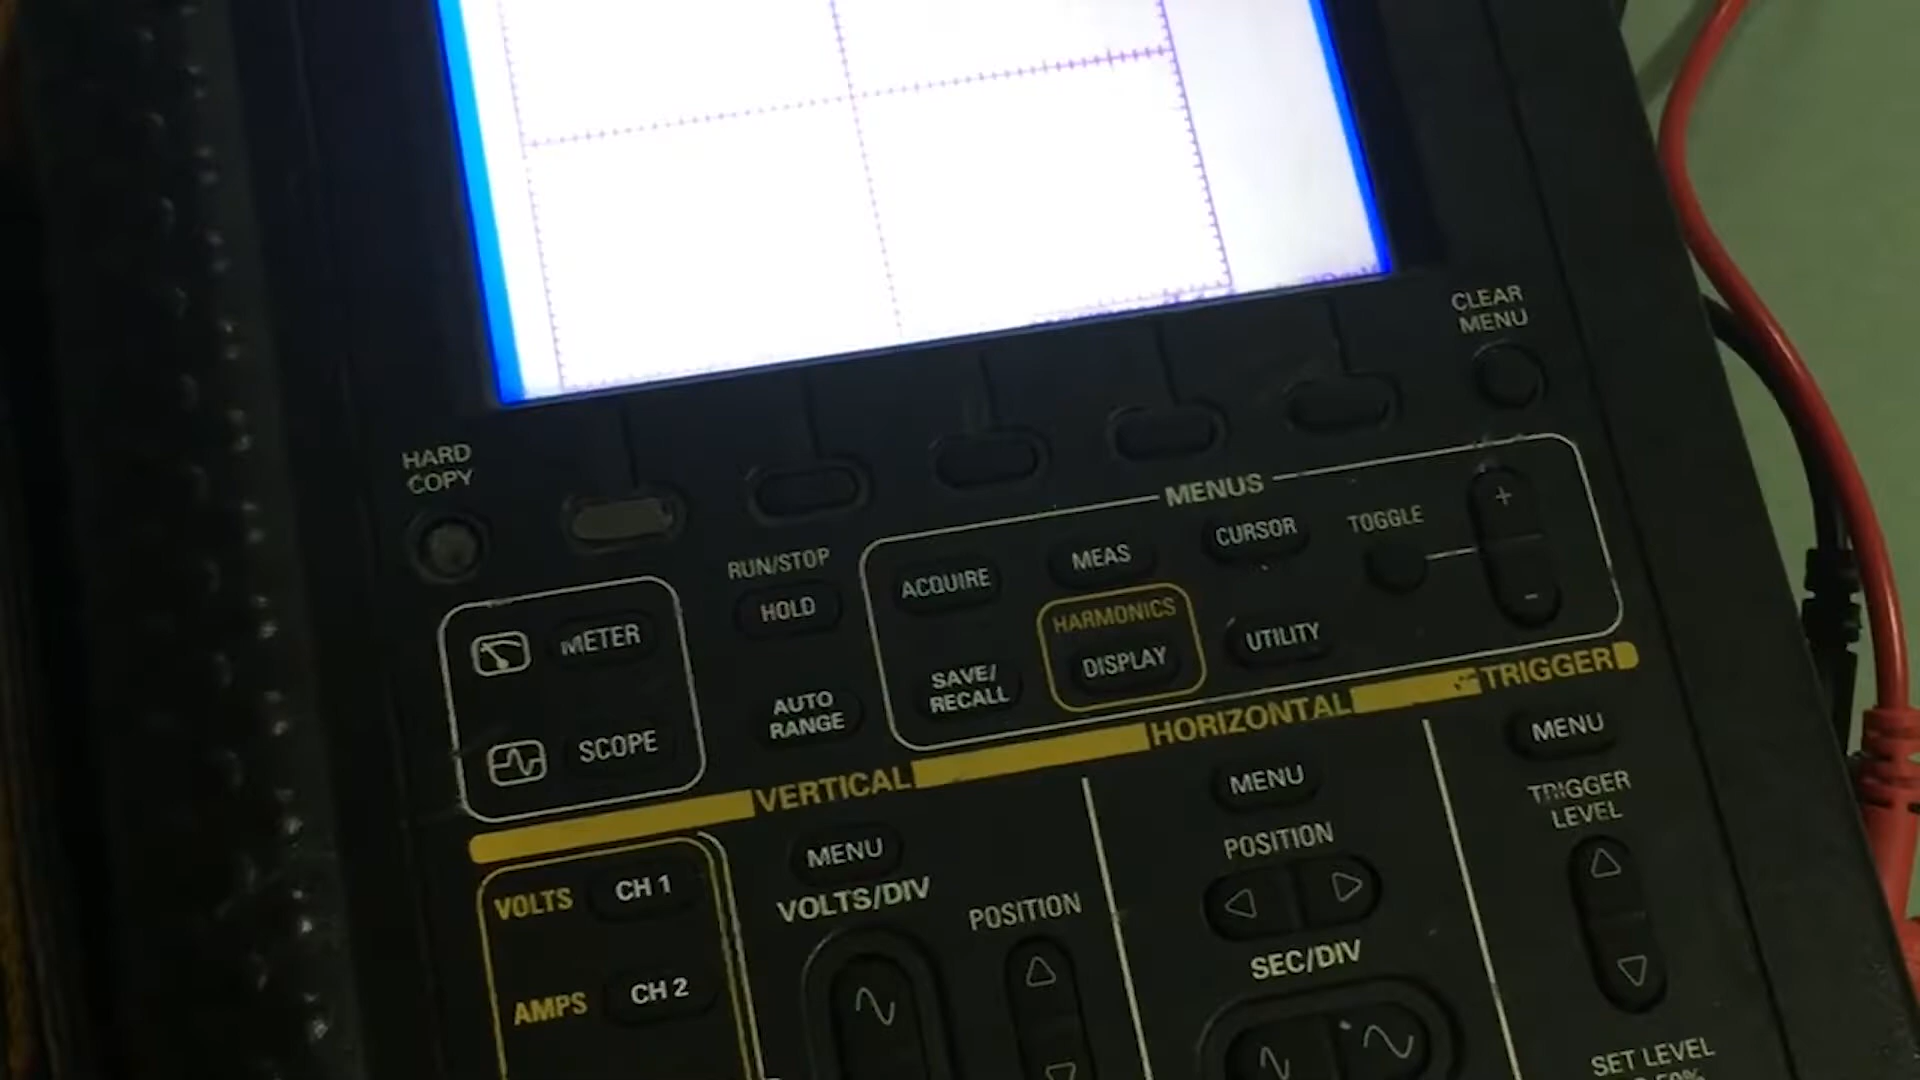 CLEAR
MENU
HARD
COPY
MENUS
RUN/STOP
HOLD
ACQUIRE
MEAS
CURSOR
TOGGLE
+
-
HARMONICS
DISPLAY
UTILITY
SAVE/
RECALL
METER
SCOPE
AUTO
RANGE
VERTICAL
HORIZONTAL
TRIGGER
VOLTS
CH 1
AMPS
CH 2
MENU
VOLTS/DIV
POSITION
MENU
POSITION
SEC/DIV
MENU
TRIGGER
LEVEL
SET LEVEL
50%